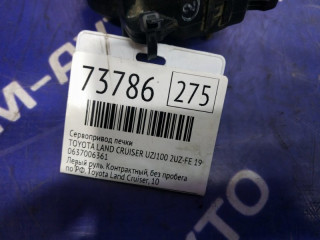 73786 275
Сервопривод печки
TOYOTA LAND CRUISER UZJ100 2UZ-FE 19
0637006361
Левый руль. Контрактный, без пробега
по РФ. Toyota Land Cruiser, 10